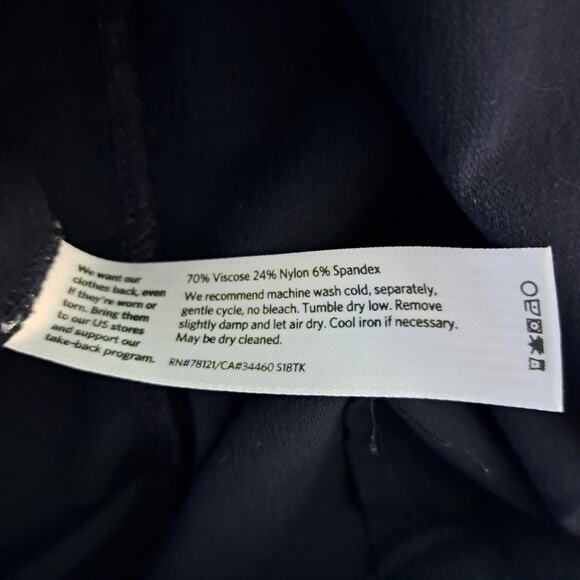 We want our
clothes back, even
if they're worn or
torn. Bring them
to our US stores
and support our
take-back program.
70% Viscose 24% Nylon 6% Spandex
We recommend machine wash cold, separately,
gentle cycle, no bleach. Tumble dry low. Remove
slightly damp and let air dry. Cool iron if necessary.
May be dry cleaned.
RN#78121/CA#34460 S18TK